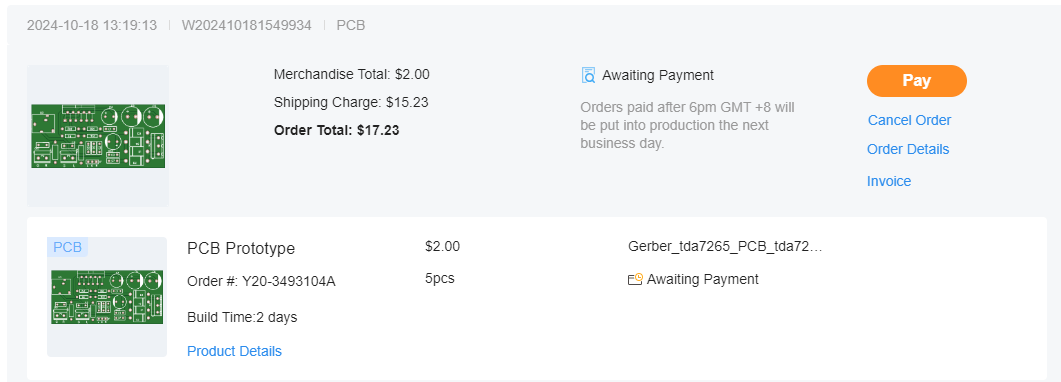 2024-10-18 13:19:13 W202410181549934 PCB
Merchandise Total: $2.00
Shipping Charge: $15.23
Order Total: $17.23
Awaiting Payment
Orders paid after 6pm GMT +8 will
be put into production the next
business day.
Pay
Cancel Order
Order Details
Invoice
PCB
PCB Prototype
Order #: Y20-3493104A
Build Time:2 days
Product Details
$2.00
5pcs
Gerber_tda7265_PCB_tda72...
Awaiting Payment